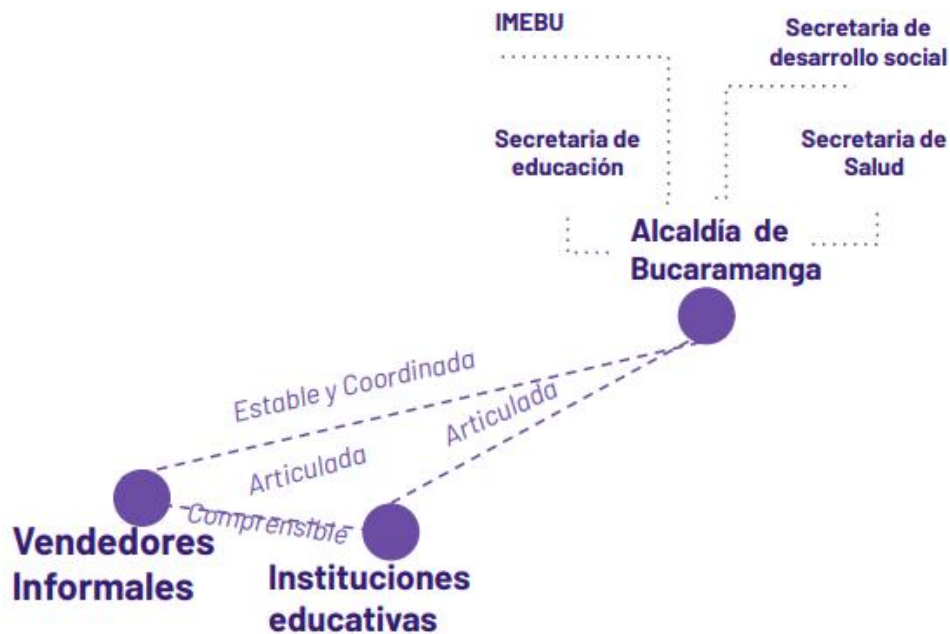 IMEBU
Secretaria de
desarrollo social
Secretaria de
educación
Secretaria de
Salud
Alcaldía de
Bucaramanga
Estable y Coordinada
Articulada
Articulada
Comprensible
Vendedores
Informales
Instituciones
educativas